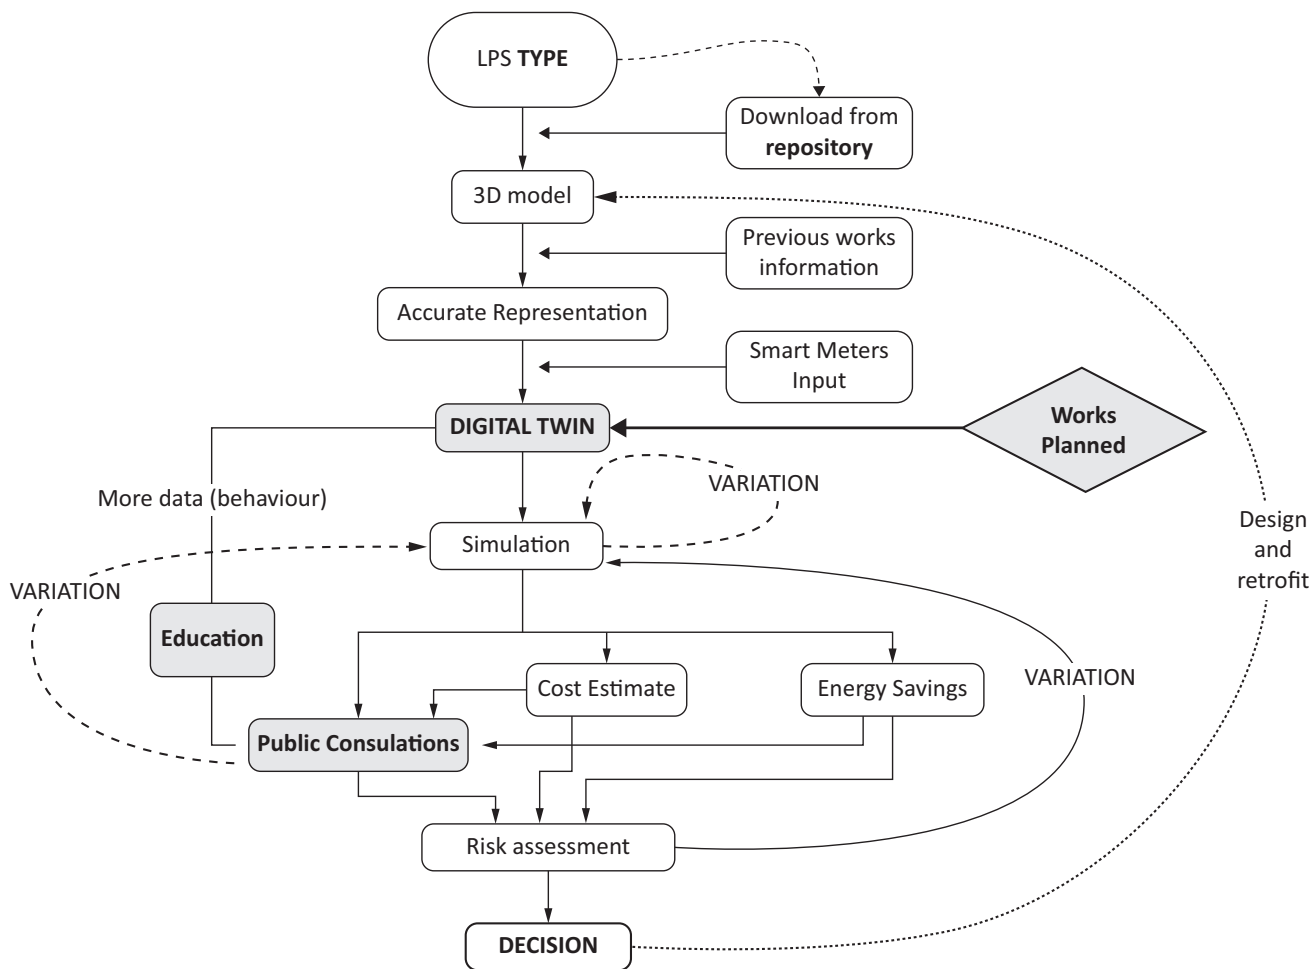 LPS TYPE
Download from
repository
3D model
Previous works
information
Accurate Representation
Smart Meters
Input
DIGITAL TWIN
Works
Planned
VARIATION
More data (behaviour)
Simulation
Design
and
retrofit
VARIATION
Education
Cost Estimate
Energy Savings
VARIATION
Public Consulations
Risk assessment
DECISION